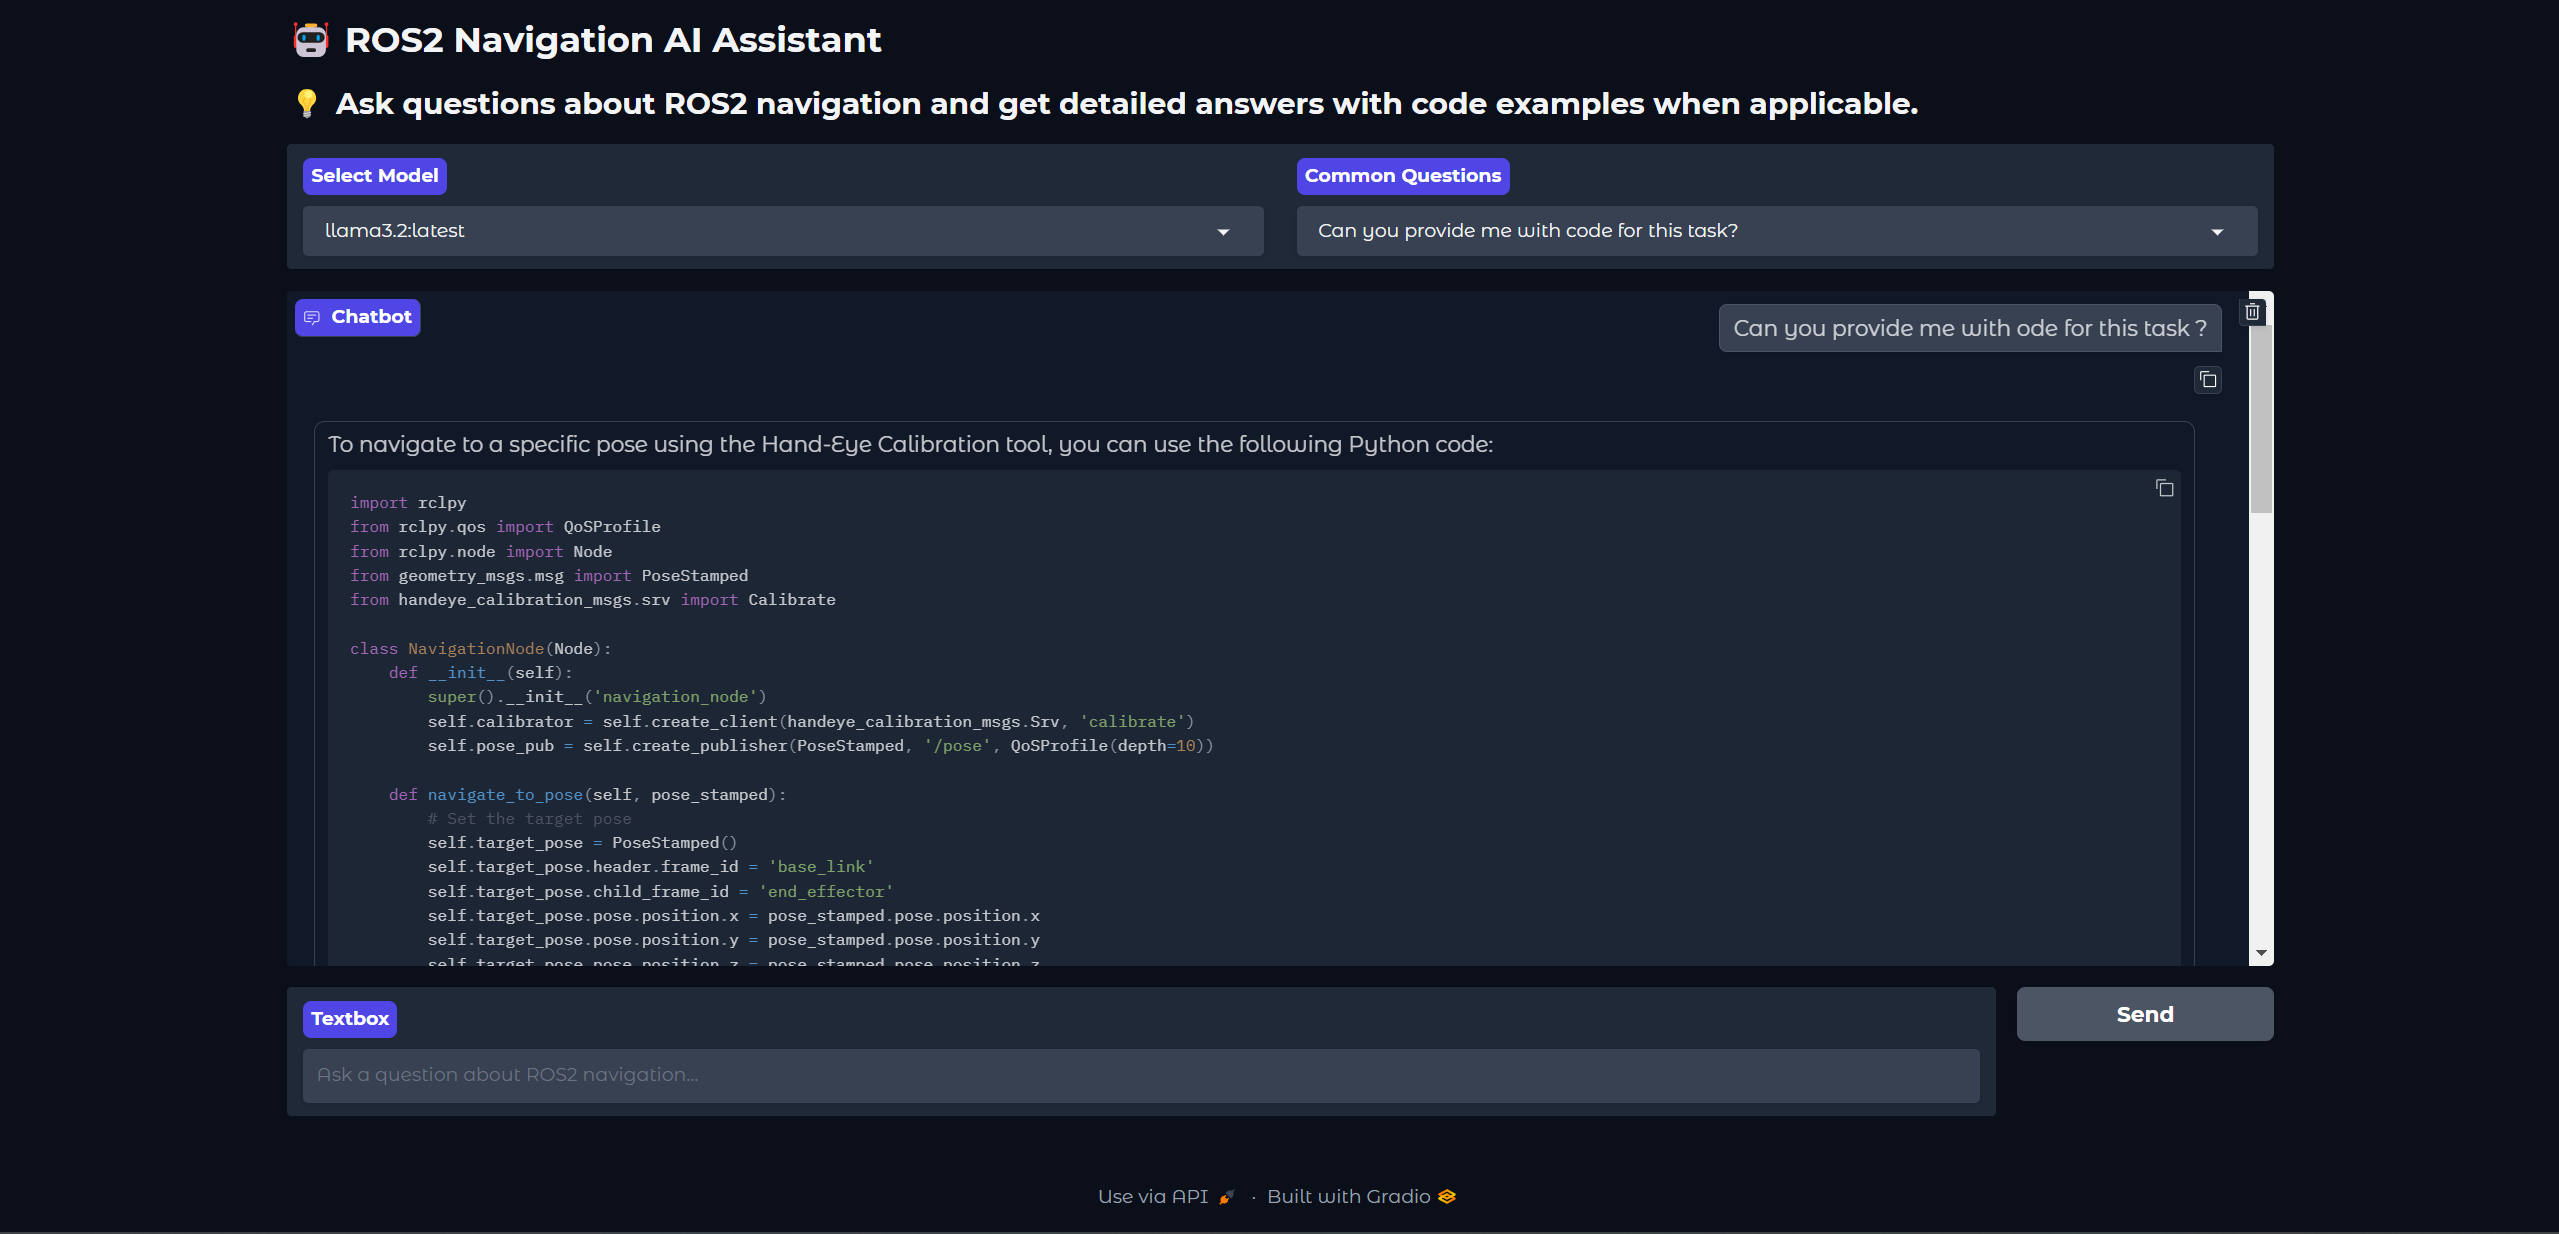 ROS2 Navigation AI Assistant
Ask questions about ROS2 navigation and get detailed answers with code examples when applicable.
Select Model
llama3.2:latest
Common Questions
Can you provide me with code for this task?
Chatbot
Can you provide me with ode for this task ?
To navigate to a specific pose using the Hand-Eye Calibration tool, you can use the following Python code:
import rclpy
from rclpy.qos import QoSProfile
from rclpy.node import Node
from geometry_msgs.msg import PoseStamped
from handeye_calibration_msgs.srv import Calibrate
class NavigationNode(Node):
    def __init__(self):
        super().__init__('navigation_node')
        self.calibrator = self.create_client(handeye_calibration_msgs.Srv, 'calibrate')
        self.pose_pub = self.create_publisher(PoseStamped, '/pose', QoSProfile(depth=10))
    def navigate_to_pose(self, pose_stamped):
        # Set the target pose
        self.target_pose = PoseStamped()
        self.target_pose.header.frame_id = 'base_link'
        self.target_pose.child_frame_id = 'end_effector'
        self.target_pose.pose.position.x = pose_stamped.pose.position.x
        self.target_pose.pose.position.y = pose_stamped.pose.position.y
        self.target_pose.pose.position.z = pose_stamped.pose.position.z
Textbox
Ask a question about ROS2 navigation...
Send
Use via API · Built with Gradio